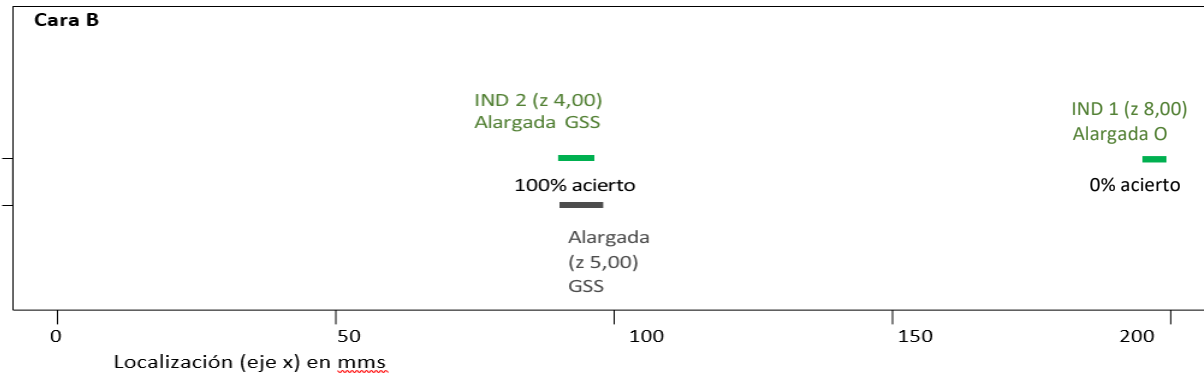 Cara B
IND 2 (z 4,00)
Alargada GSS
IND 1 (z 8,00)
Alargada O
100% acierto
0% acierto
Alargada
(z 5,00)
GSS
0
50
100
150
200
Localización (eje x) en mms